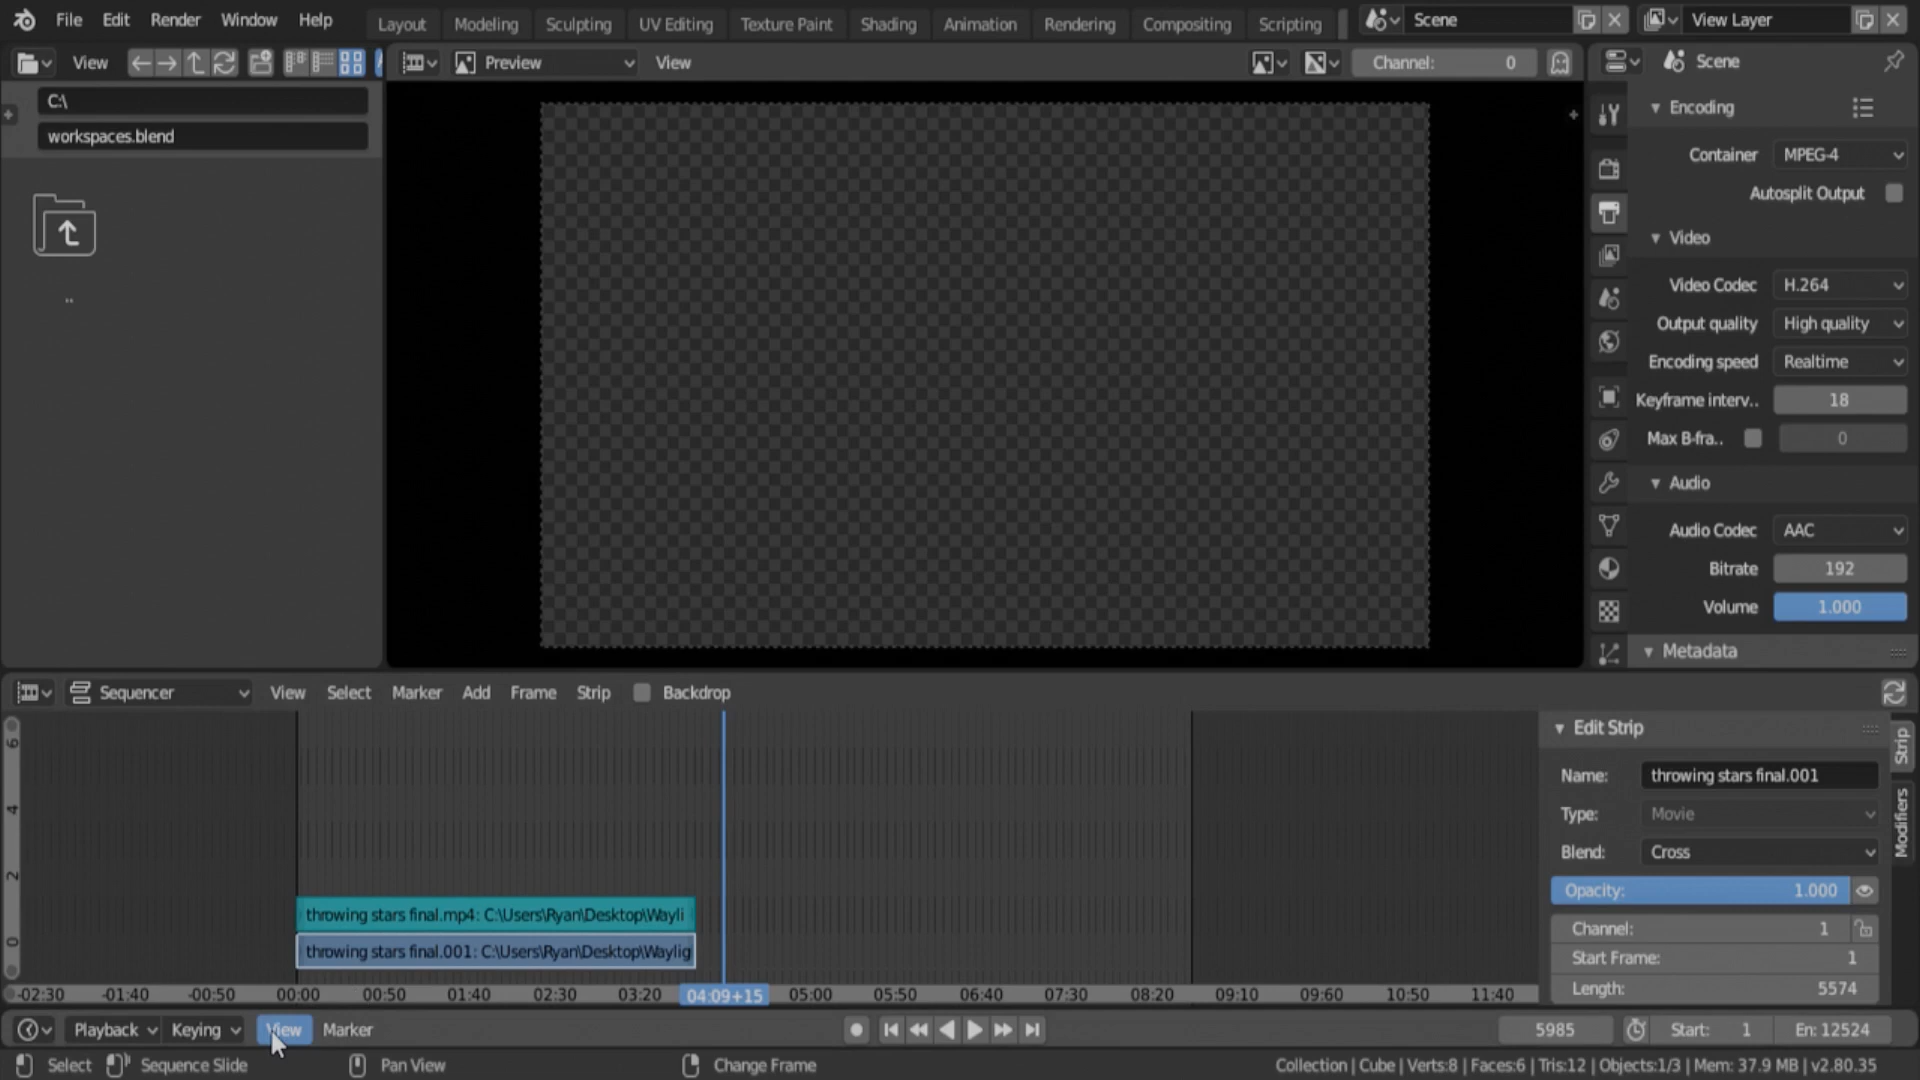 File Edit Render Window Help Layout Modeling Sculpting UV Editing Texture Paint Shading Animation Rendering Compositing Scripting Scene View Layer
View Preview View Channel: 0 Scene
C:\
workspaces.blend
..
Encoding
Container MPEG-4
Autosplit Output
Video
Video Codec H.264
Output quality High quality
Encoding speed Realtime
Keyframe interv.. 18
Max B-fra.. 0
Audio
Audio Codec AAC
Bitrate 192
Volume 1.000
Metadata
Sequencer View Select Marker Add Frame Strip Backdrop
6
4
2
0
throwing stars final.mp4: C:\Users\Ryan\Desktop\Wayli
throwing stars final.001: C:\Users\Ryan\Desktop\Waylig
-02:30 -01:40 -00:50 00:00 00:50 01:40 02:30 03:20 04:09+15 05:00 05:50 06:40 07:30 08:20 09:10 09:60 10:50 11:40
Edit Strip
Name: throwing stars final.001
Type: Movie
Blend: Cross
Opacity: 1.000
Channel: 1
Start Frame: 1
Length: 5574
Strip
Modifiers
Playback Keying View Marker 5985 Start: 1 En: 12524
Select Sequence Slide Pan View Change Frame Collection | Cube | Verts:8 | Faces:6 | Tris:12 | Objects:1/3 | Mem: 37.9 MB | v2.80.35